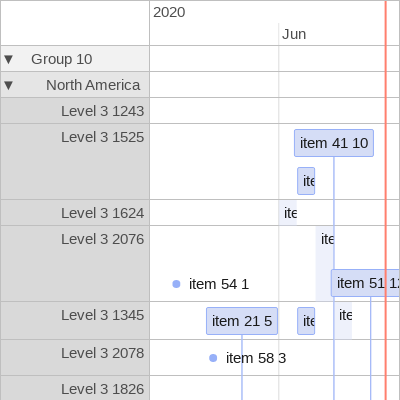 2020
Jun
▼ Group 10
▼ North America
Level 3 1243
Level 3 1525
item 41 10
ite
Level 3 1624
ite
Level 3 2076
ite
item 54 1
item 51 12
Level 3 1345
item 21 5
ite
ite
Level 3 2078
item 58 3
Level 3 1826